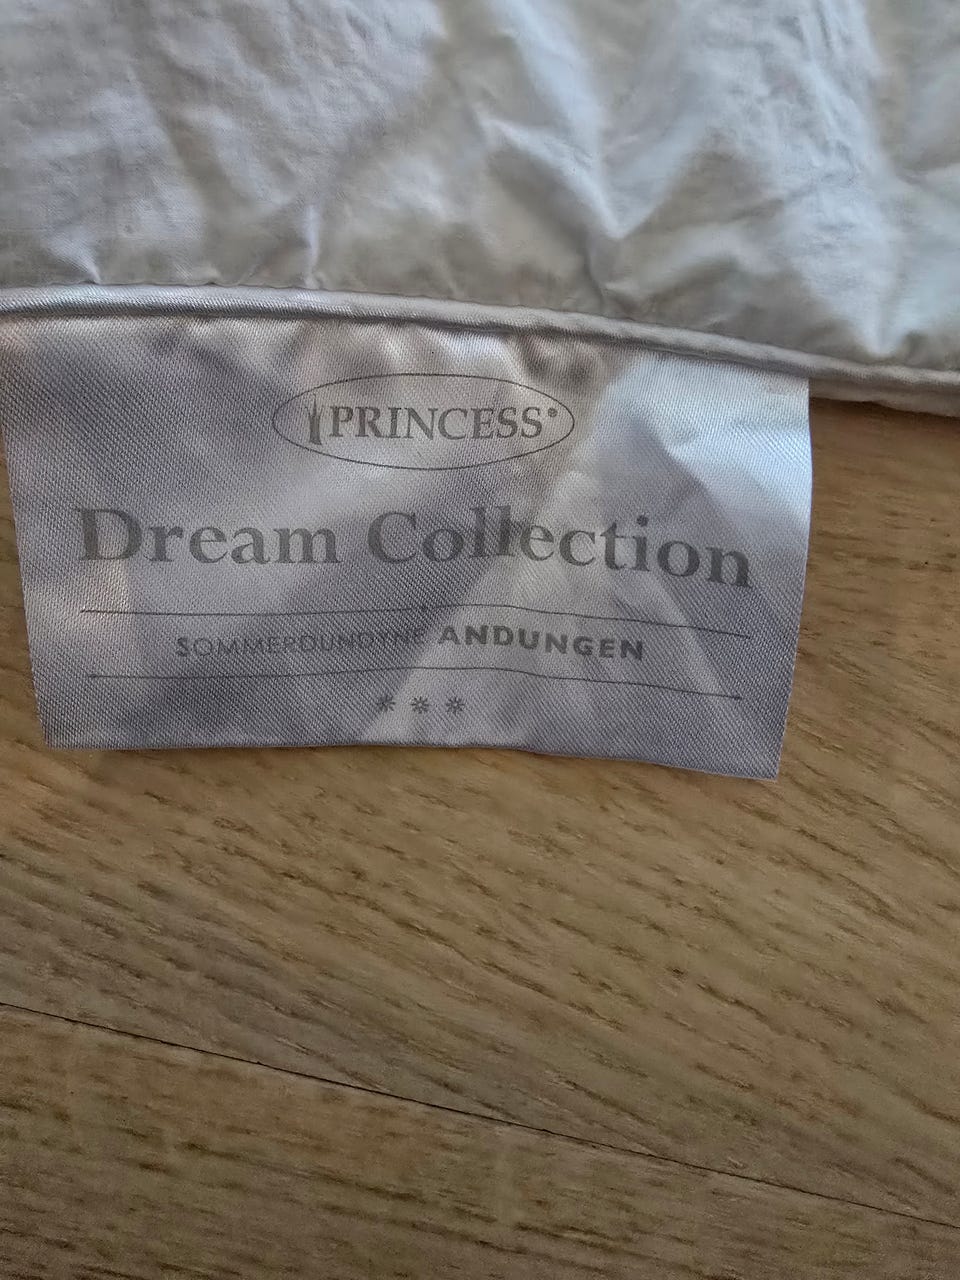 PRINCESS®
Dream Collection
SOMMERDUNDYNE ANDUNGEN
***